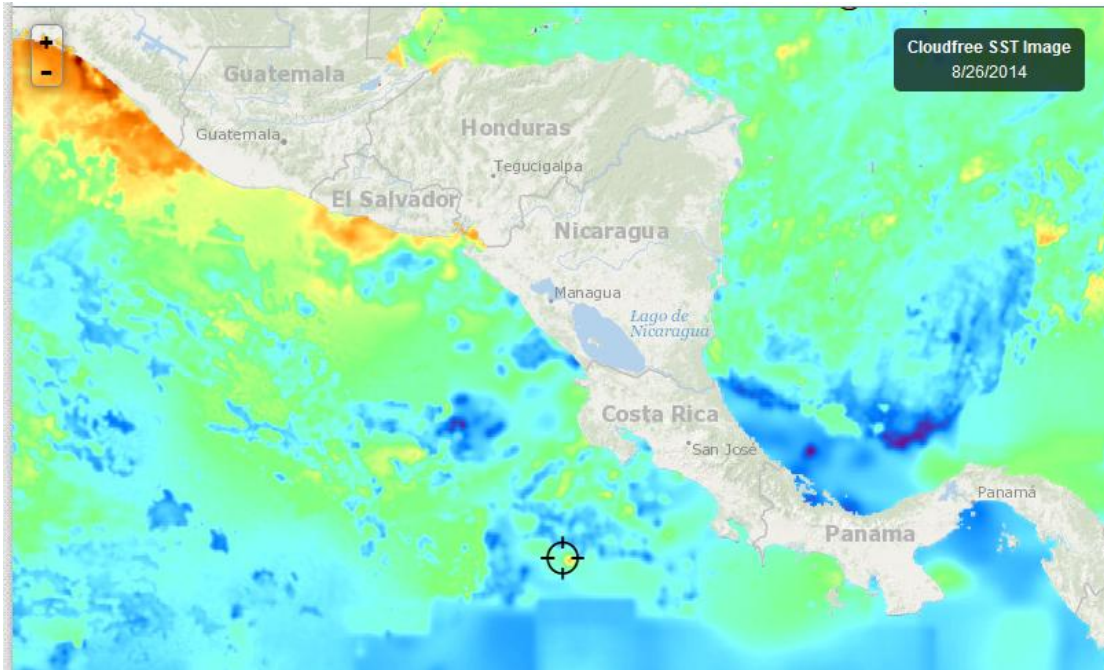 +
-
Cloudfree SST Image
8/26/2014
Guatemala
Guatemala
Honduras
Tegucigalpa
El Salvador
Nicaragua
Managua
Lago de
Nicaragua
Costa Rica
San José
Panamá
Panama